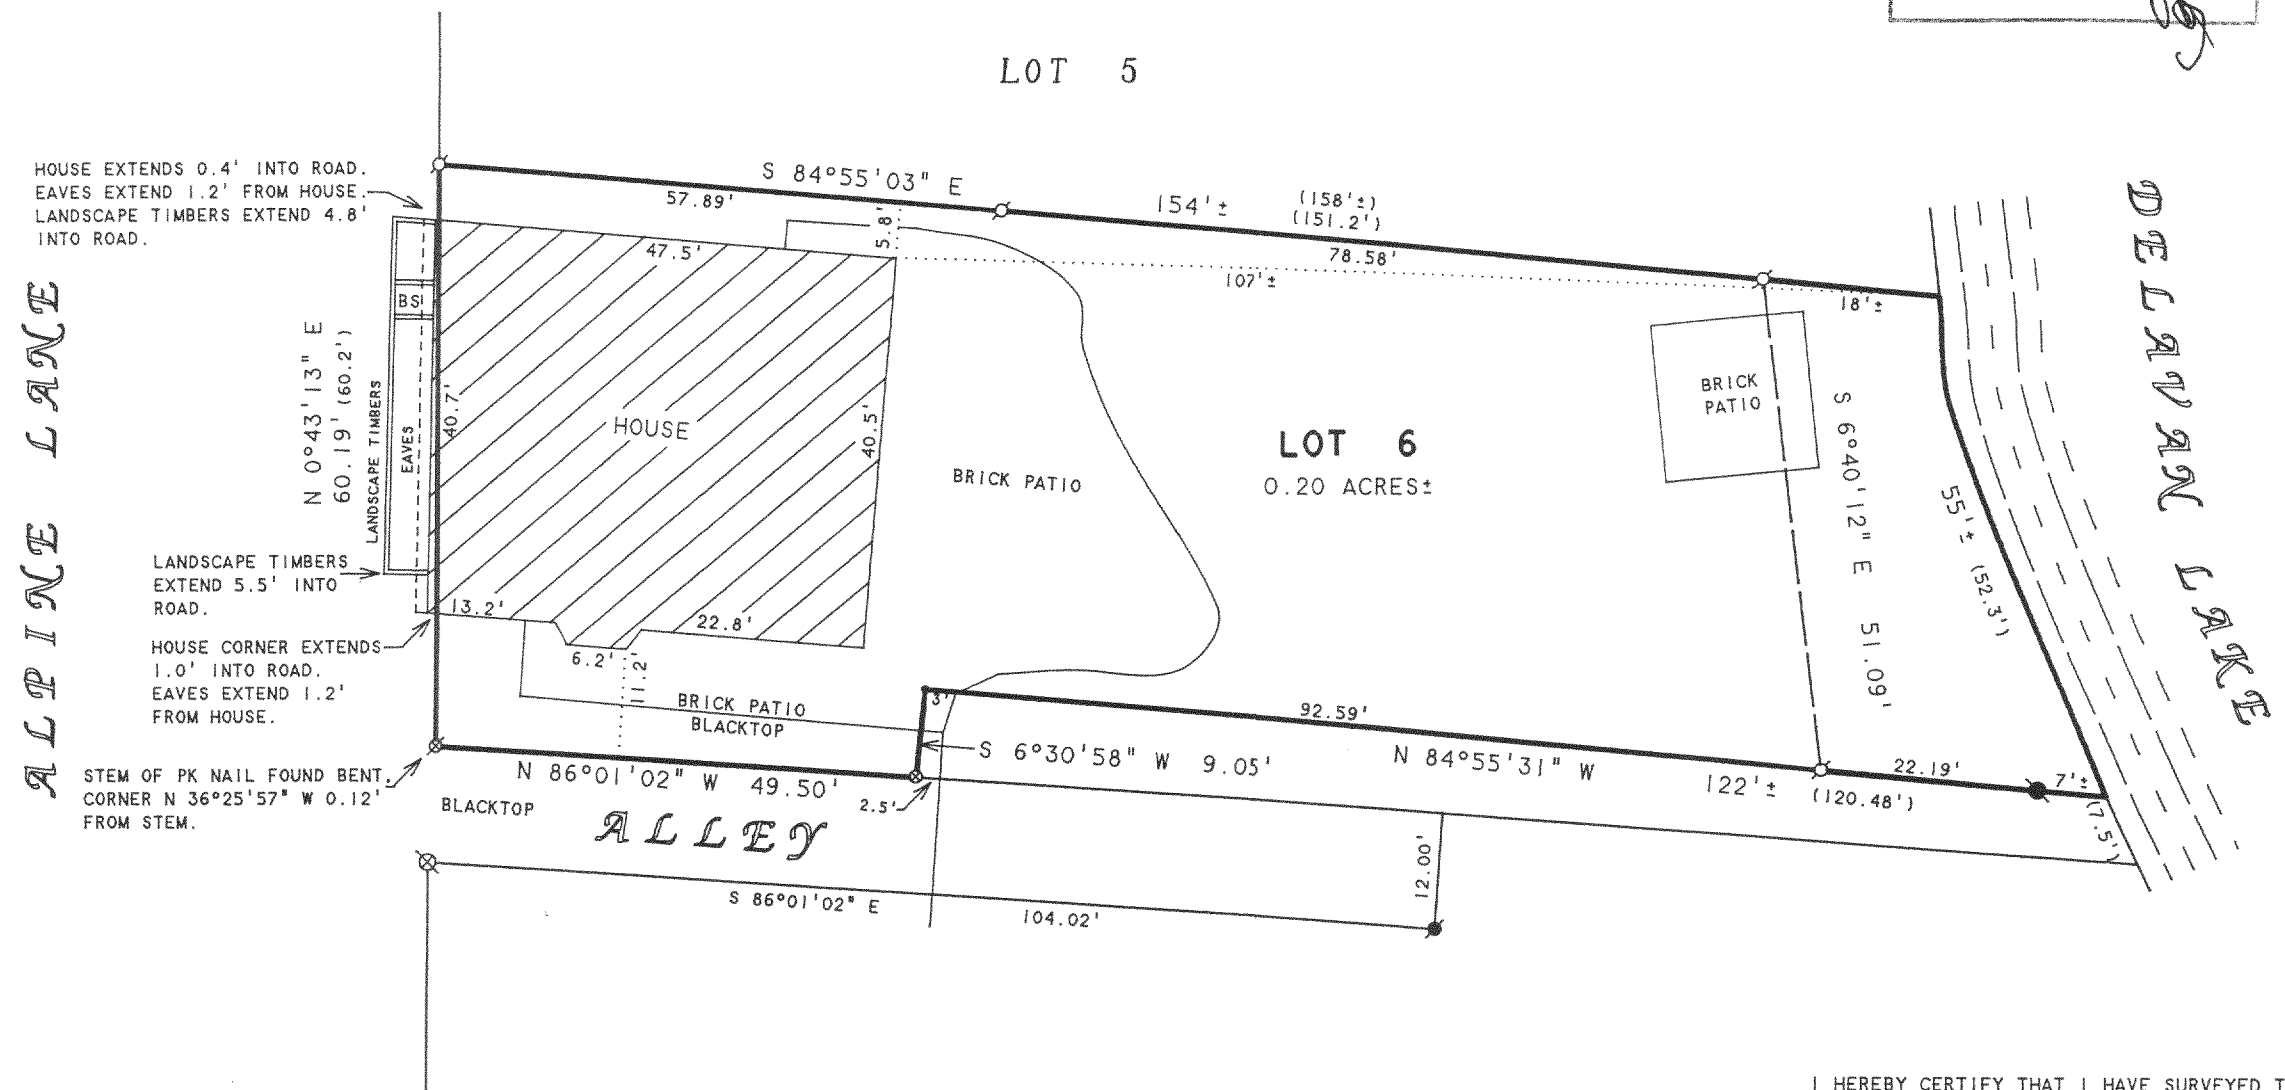 LOT 5
HOUSE EXTENDS 0.4' INTO ROAD.
EAVES EXTEND 1.2' FROM HOUSE.
LANDSCAPE TIMBERS EXTEND 4.8'
INTO ROAD.
S 84°55'03" E
57.89'
154'±
(158'±)
(151.2')
78.58'
5.8'
47.5'
107'±
18'±
BS
ALPINE LANE
N 0°43'13" E
60.19' (60.2')
LANDSCAPE TIMBERS
EAVES
40.7'
HOUSE
40.5'
BRICK PATIO
LOT 6
0.20 ACRES±
BRICK
PATIO
S 6°40'12" E 51.09'
55'± (52.3')
DELAVAN LAKE
LANDSCAPE TIMBERS
EXTEND 5.5' INTO
ROAD.
13.2'
22.8'
6.2'
11.2'
HOUSE CORNER EXTENDS
1.0' INTO ROAD.
EAVES EXTEND 1.2'
FROM HOUSE.
BRICK PATIO
BLACKTOP
3'
92.59'
S 6°30'58" W 9.05'
N 84°55'31" W
122'±
(120.48')
22.19'
7'±
(7.5')
STEM OF PK NAIL FOUND BENT.
CORNER N 36°25'57" W 0.12'
FROM STEM.
N 86°01'02" W 49.50'
2.5'
BLACKTOP
ALLEY
12.00'
S 86°01'02" E
104.02'
I HEREBY CERTIFY THAT I HAVE SURVEYED